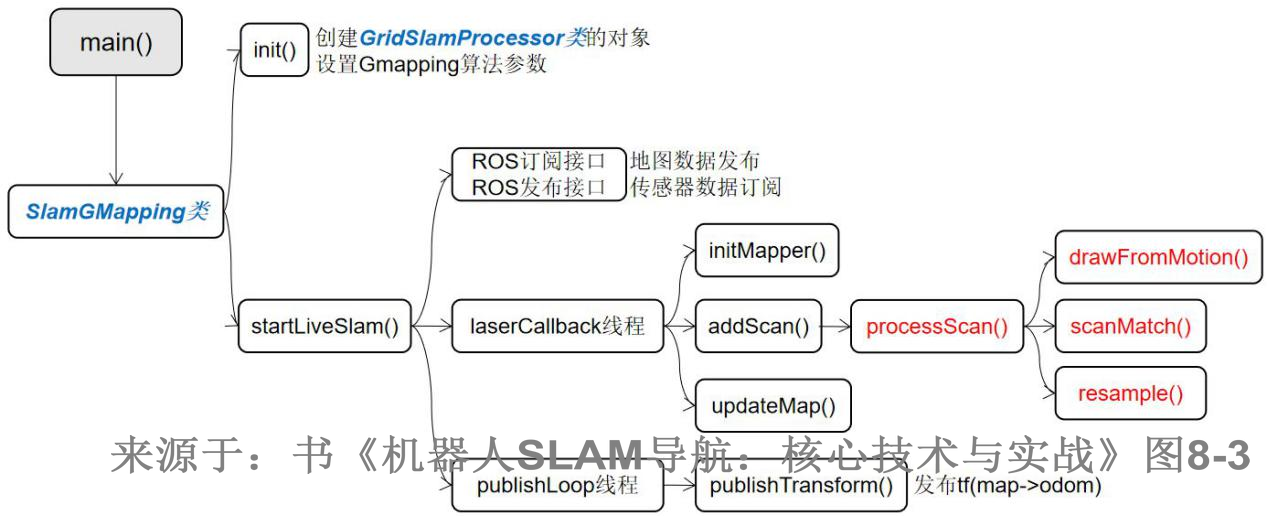 main()
init()
创建GridSlamProcessor类的对象
设置Gmapping算法参数
SlamGMapping类
ROS订阅接口 地图数据发布
ROS发布接口 传感器数据订阅
startLiveSlam()
laserCallback线程
initMapper()
addScan()
updateMap()
processScan()
drawFromMotion()
scanMatch()
resample()
来源于：书《机器人SLAM导航：核心技术与实战》图8-3
publishLoop线程
publishTransform()
发布tf(map->odom)